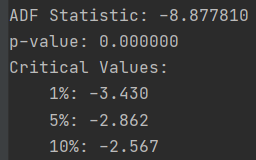 ADF Statistic: -8.877810
p-value: 0.000000
Critical Values:
    1%: -3.430
    5%: -2.862
    10%: -2.567